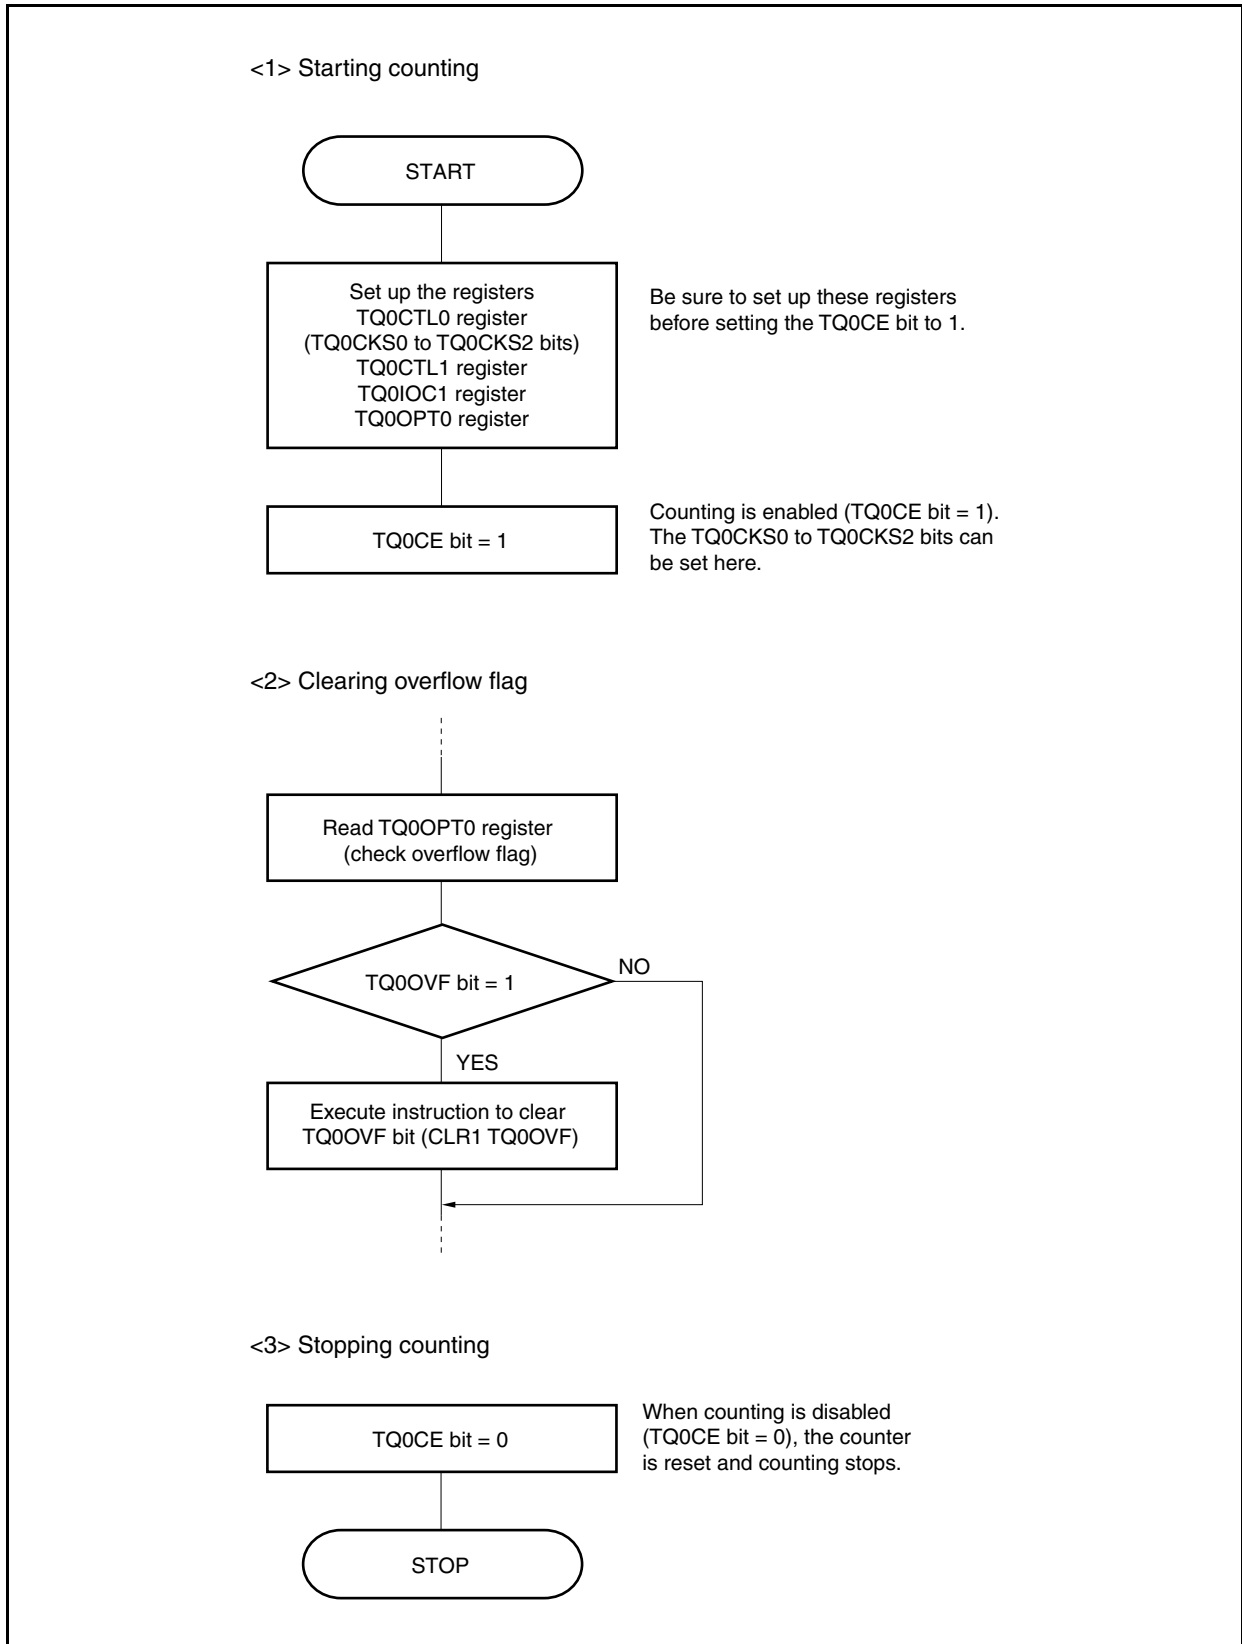 <1> Starting counting
START
Set up the registers
TQ0CTL0 register
(TQ0CKS0 to TQ0CKS2 bits)
TQ0CTL1 register
TQ0IOC1 register
TQ0OPT0 register
Be sure to set up these registers
before setting the TQ0CE bit to 1.
TQ0CE bit = 1
Counting is enabled (TQ0CE bit = 1).
The TQ0CKS0 to TQ0CKS2 bits can
be set here.
<2> Clearing overflow flag
Read TQ0OPT0 register
(check overflow flag)
TQ0OVF bit = 1
NO
YES
Execute instruction to clear
TQ0OVF bit (CLR1 TQ0OVF)
<3> Stopping counting
TQ0CE bit = 0
When counting is disabled
(TQ0CE bit = 0), the counter
is reset and counting stops.
STOP